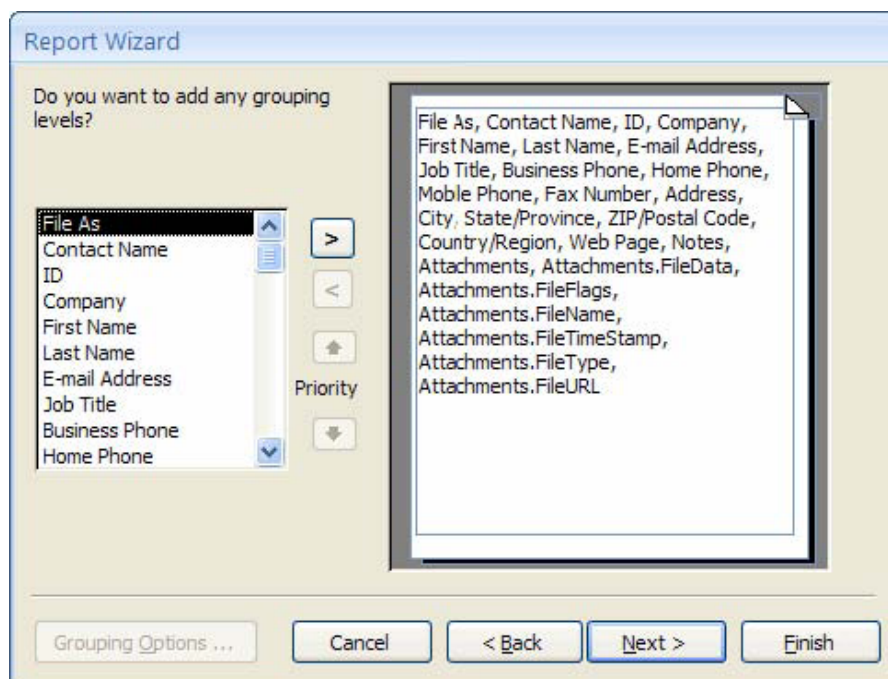 Report Wizard
Do you want to add any grouping
levels?
File As
Contact Name
ID
Company
First Name
Last Name
E-mail Address
Job Title
Business Phone
Home Phone
>
<
Priority
File As, Contact Name, ID, Company,
First Name, Last Name, E-mail Address,
Job Title, Business Phone, Home Phone,
Moble Phone, Fax Number, Address,
City, State/Province, ZIP/Postal Code,
Country/Region, Web Page, Notes,
Attachments, Attachments.FileData,
Attachments.FileFlags,
Attachments.FileName,
Attachments.FileTimeStamp,
Attachments.FileType,
Attachments.FileURL
Grouping Options ...
Cancel
< Back
Next >
Finish